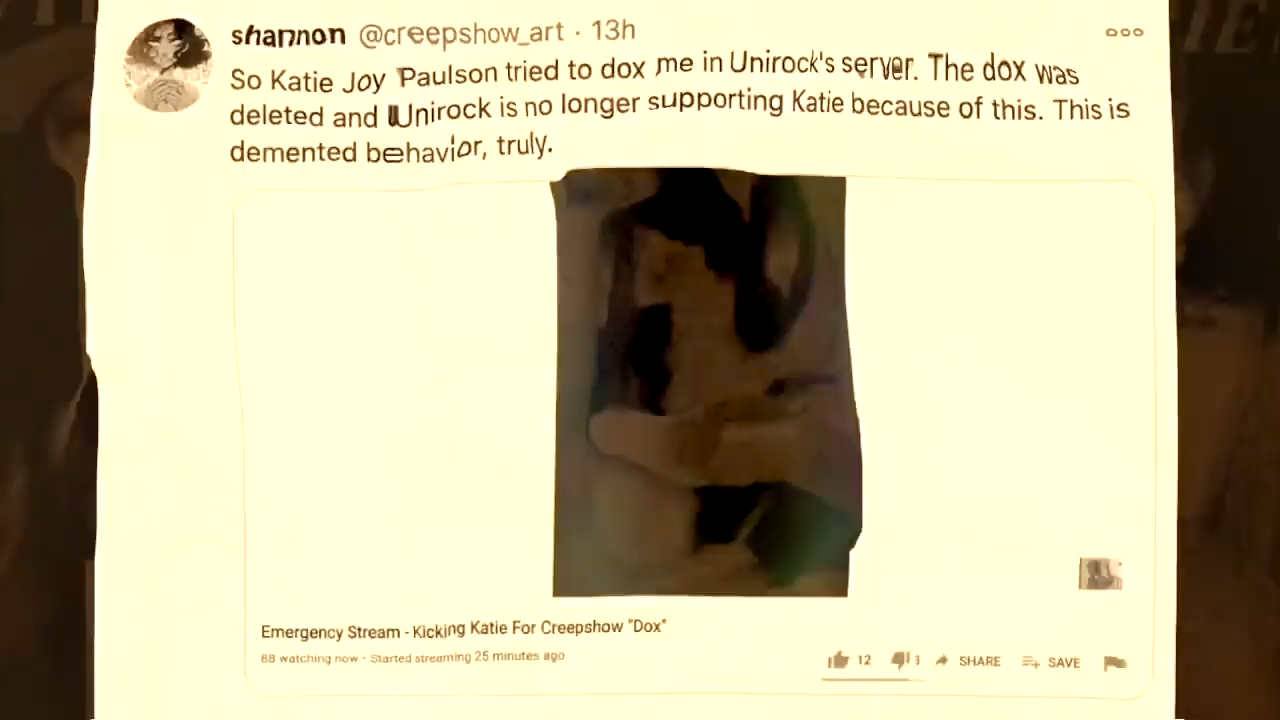 shannon @creepshow_art · 13h
So Katie Joy Paulson tried to dox me in Unirock's server. The dox was
deleted and Unirock is no longer supporting Katie because of this. This is
demented behavior, truly.
Emergency Stream - Kicking Katie For Creepshow "Dox"
68 watching now · Started streaming 25 minutes ago
12 3 SHARE SAVE